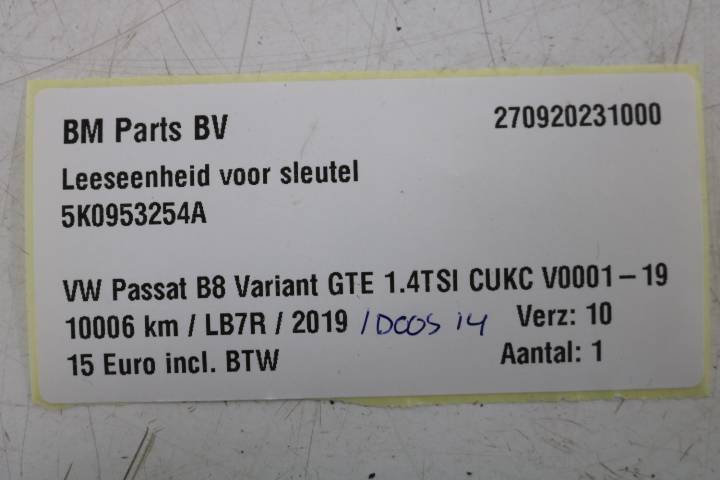 BM Parts BV 270920231000
Leeseenheid voor sleutel
5K0953254A
VW Passat B8 Variant GTE 1.4TSI CUKC V0001-19
10006 km / LB7R / 2019 Verz: 10
15 Euro incl. BTW Aantal: 1